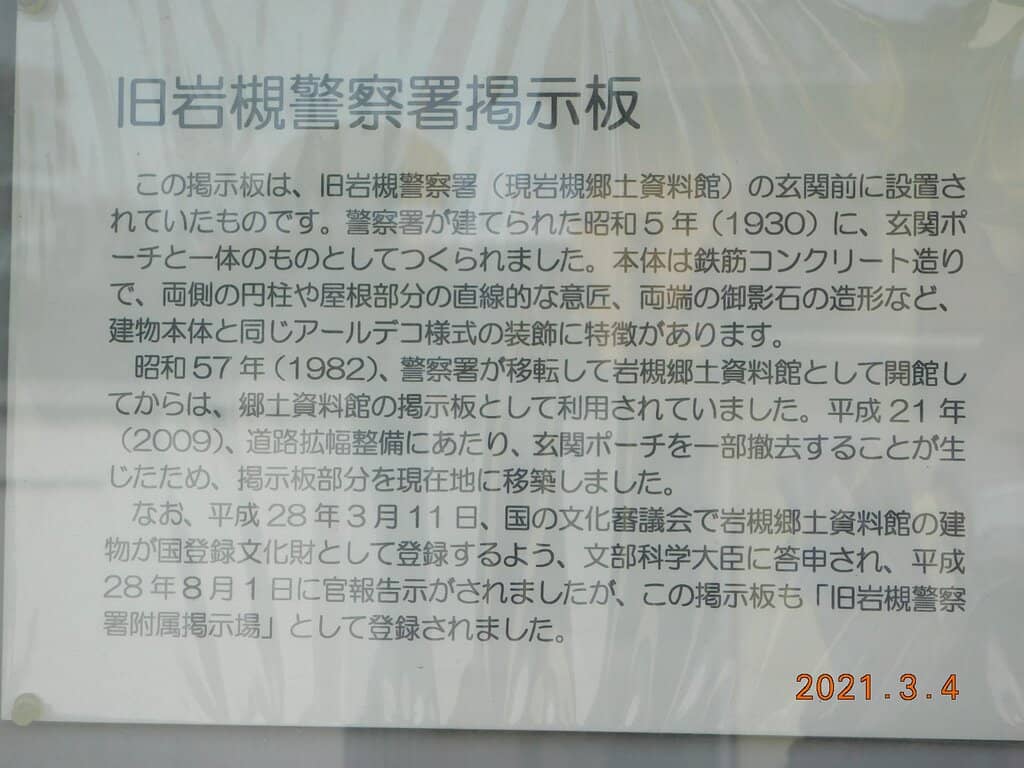 旧岩槻警察署掲示板
この掲示板は、旧岩槻警察署（現岩槻郷土資料館）の玄関前に設置さ
れていたものです。警察署が建てられた昭和5年（1930）に、玄関ポ
ーチと一体のものとしてつくられました。本体は鉄筋コンクリート造り
で、両側の円柱や屋根部分の直線的な意匠、両端の御影石の造形など、
建物本体と同じアールデコ様式の装飾に特徴があります。
昭和57年（1982）、警察署が移転して岩槻郷土資料館として開館し
てからは、郷土資料館の掲示板として利用されていました。平成21年
（2009）、道路拡幅整備にあたり、玄関ポーチを一部撤去することが生
じたため、掲示板部分を現在地に移築しました。
なお、平成28年3月11日、国の文化審議会で岩槻郷土資料館の建
物が国登録文化財として登録するよう、文部科学大臣に答申され、平成
28年8月1日に官報告示がされましたが、この掲示板も「旧岩槻警察
署附属掲示場」として登録されました。
2021.3.4